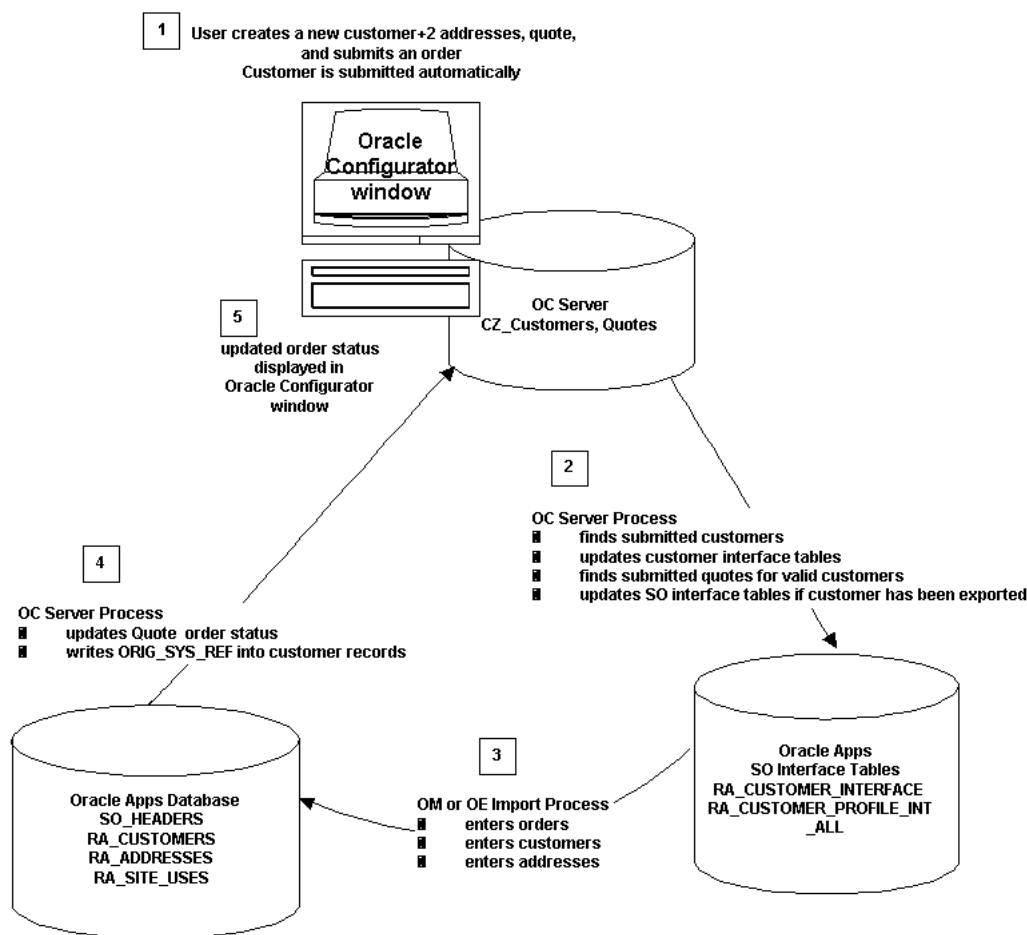 1
User creates a new customer+2 addresses, quote,
and submits an order
Customer is submitted automatically
Oracle
Configurator
window
OC Server
CZ_Customers, Quotes
5
updated order status
displayed in
Oracle Configurator
window
2
OC Server Process
finds submitted customers
updates customer interface tables
finds submitted quotes for valid customers
updates SO interface tables if customer has been exported
4
OC Server Process
updates Quote order status
writes ORIG_SYS_REF into customer records
3
OM or OE Import Process
enters orders
enters customers
enters addresses
Oracle Apps
SO Interface Tables
RA_CUSTOMER_INTERFACE
RA_CUSTOMER_PROFILE_INT
_ALL
Oracle Apps Database
SO_HEADERS
RA_CUSTOMERS
RA_ADDRESSES
RA_SITE_USES